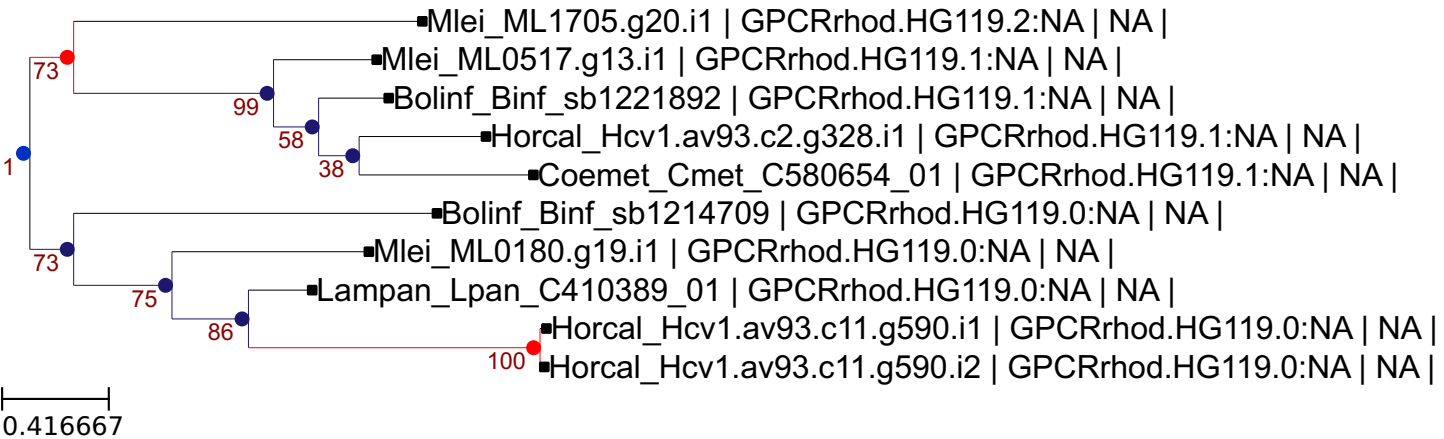 Mlei_ML1705.g20.i1 | GPCRrhod.HG119.2:NA | NA |
73
Mlei_ML0517.g13.i1 | GPCRrhod.HG119.1:NA | NA |
99
Bolinf_Binf_sb1221892 | GPCRrhod.HG119.1:NA | NA |
58
Horcal_Hcv1.av93.c2.g328.i1 | GPCRrhod.HG119.1:NA | NA |
38
1
Coemet_Cmet_C580654_01 | GPCRrhod.HG119.1:NA | NA |
Bolinf_Binf_sb1214709 | GPCRrhod.HG119.0:NA | NA |
73
Mlei_ML0180.g19.i1 | GPCRrhod.HG119.0:NA | NA |
75
Lampan_Lpan_C410389_01 | GPCRrhod.HG119.0:NA | NA |
86
Horcal_Hcv1.av93.c11.g590.i1 | GPCRrhod.HG119.0:NA | NA |
100
Horcal_Hcv1.av93.c11.g590.i2 | GPCRrhod.HG119.0:NA | NA |
0.416667